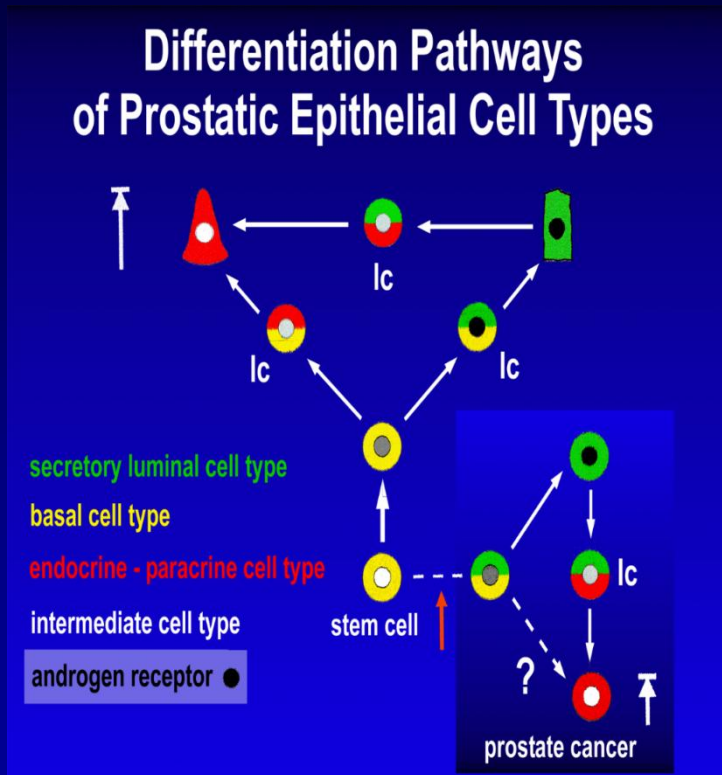 Differentiation Pathways
of Prostatic Epithelial Cell Types
Ic
Ic
Ic
secretory luminal cell type
basal cell type
endocrine - paracrine cell type
intermediate cell type
androgen receptor
stem cell
Ic
?
prostate cancer